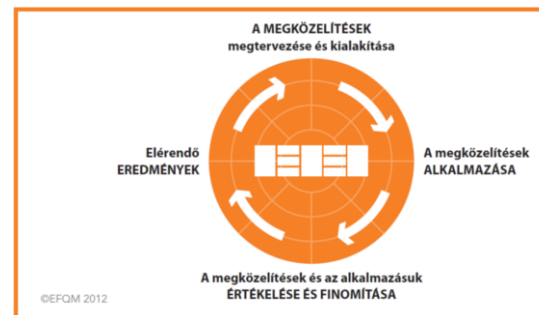 A MEGKÖZELÍTÉSEK
megtervezése és kialakítása
Elérendő
EREDMÉNYEK
A megközelítések
ALKALMAZÁSA
A megközelítések és az alkalmazásuk
ÉRTÉKELÉSE ÉS FINOMÍTÁSA
©EFQM 2012